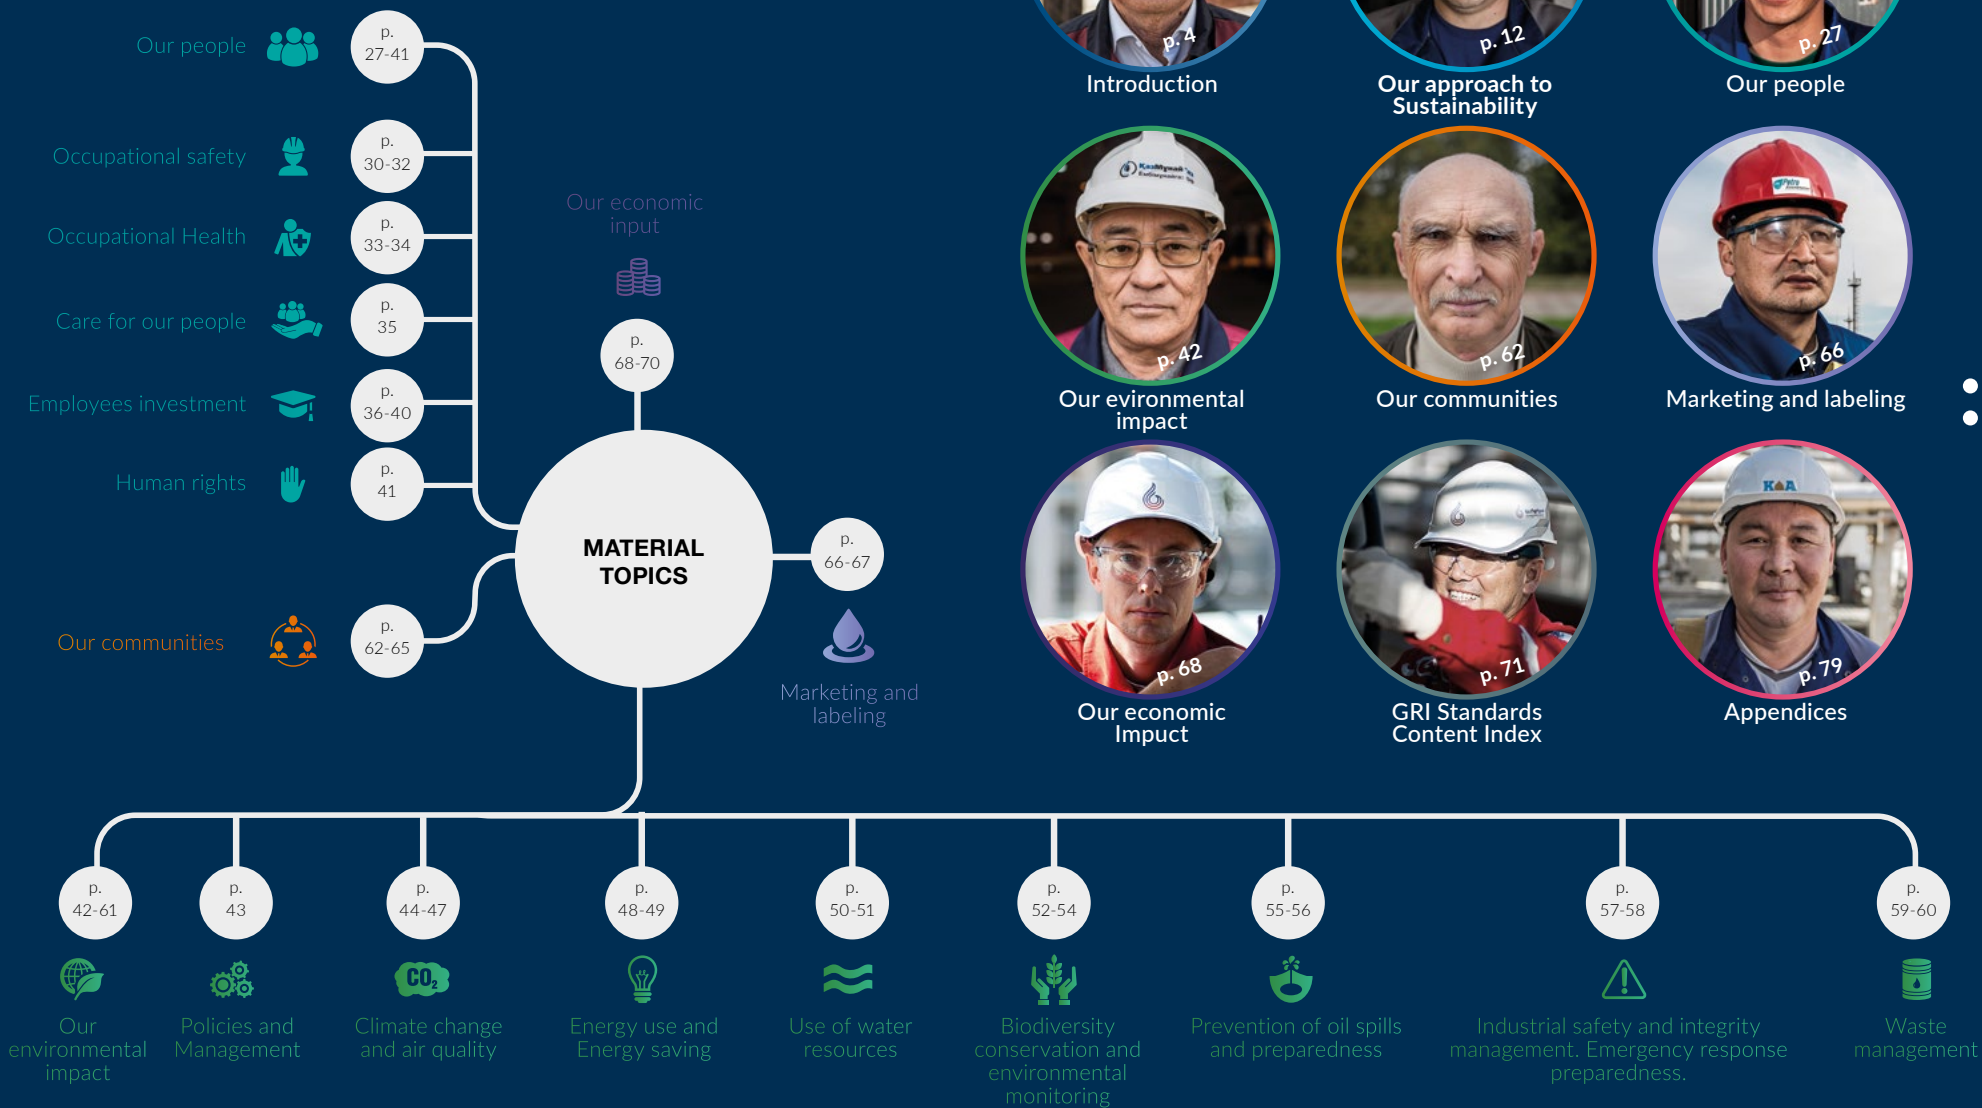 Our people
p.
27-41
Occupational safety
p.
30-32
Occupational Health
p.
33-34
Care for our people
p.
35
Employees investment
p.
36-40
Human rights
p.
41
Our communities
p.
62-65
Our economic
input
p.
68-70
MATERIAL
TOPICS
p.
66-67
Marketing and
labeling
p. 4
Introduction
p. 12
Our approach to
Sustainability
p. 27
Our people
p. 42
Our evironmental
impact
p. 62
Our communities
Petro
p. 66
Marketing and labeling
p. 68
Our economic
Impuct
p. 71
GRI Standards
Content Index
p. 79
Appendices
p.
42-61
Our
environmental
impact
p.
43
Policies and
Management
p.
44-47
CO₂
Climate change
and air quality
p.
48-49
Energy use and
Energy saving
p.
50-51
Use of water
resources
p.
52-54
Biodiversity
conservation and
environmental
monitoring
p.
55-56
Prevention of oil spills
and preparedness
p.
57-58
Industrial safety and integrity
management. Emergency response
preparedness.
p.
59-60
Waste
management